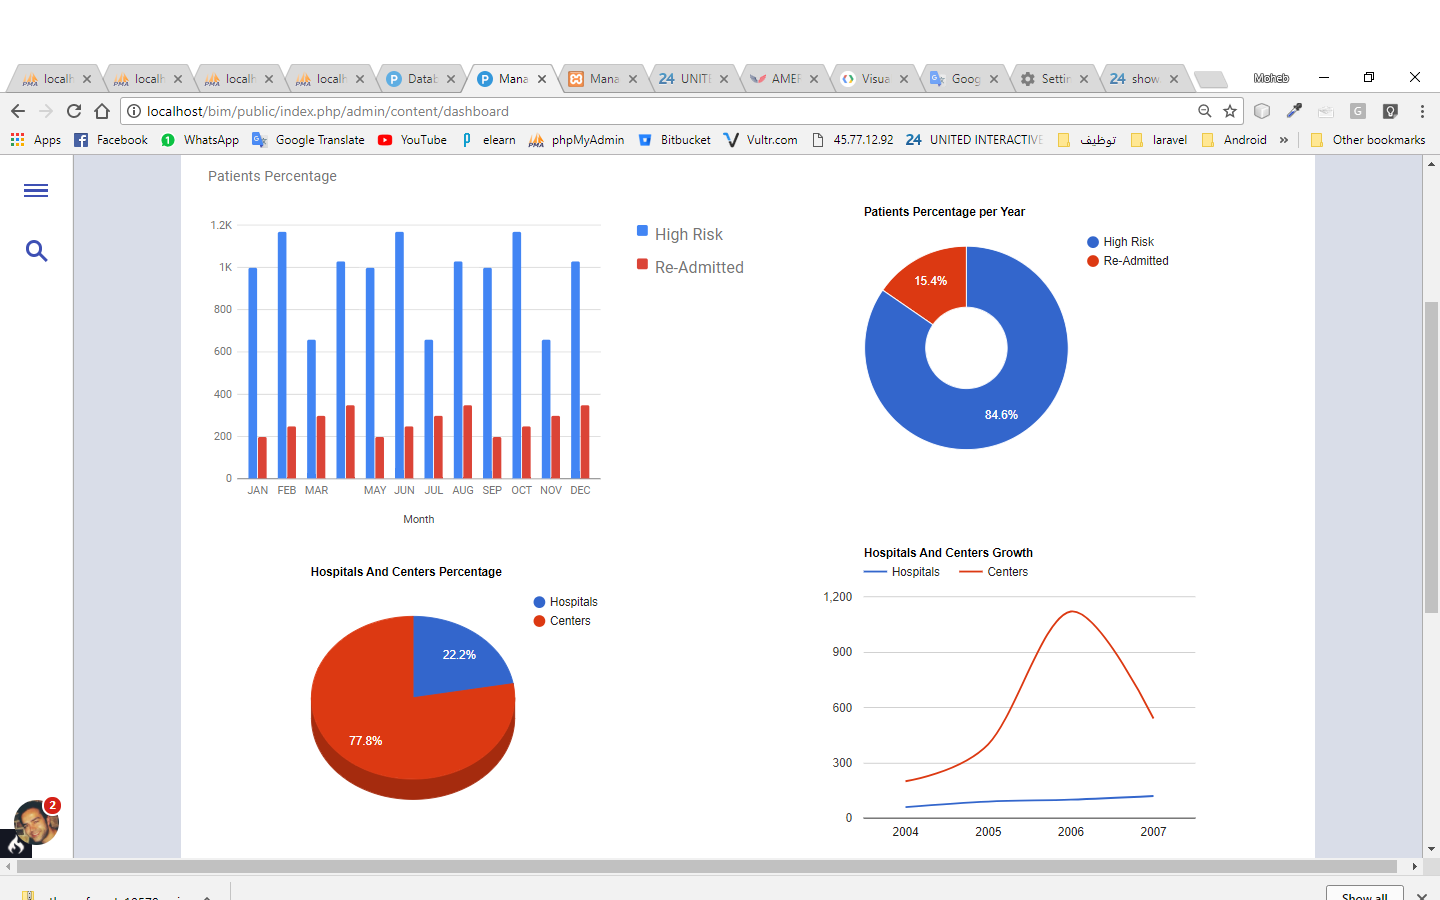 localh
localh
localh
localh
Datab
Mana
Mana
UNITE
AMER
Visua
Goog
Settin
show
Moheb
localhost/bim/public/index.php/admin/content/dashboard
Apps Facebook WhatsApp Google Translate YouTube elearn phpMyAdmin Bitbucket Vultr.com 45.77.12.92 24 UNITED INTERACTIVE توظيف laravel Android » Other bookmarks
Patients Percentage
1.2K
1K
800
600
400
200
0
JAN FEB MAR MAY JUN JUL AUG SEP OCT NOV DEC
Month
High Risk
Re-Admitted
Patients Percentage per Year
High Risk
Re-Admitted
15.4%
84.6%
Hospitals And Centers Percentage
Hospitals
Centers
22.2%
77.8%
Hospitals And Centers Growth
Hospitals Centers
1,200
900
600
300
0
2004 2005 2006 2007
2
Show all